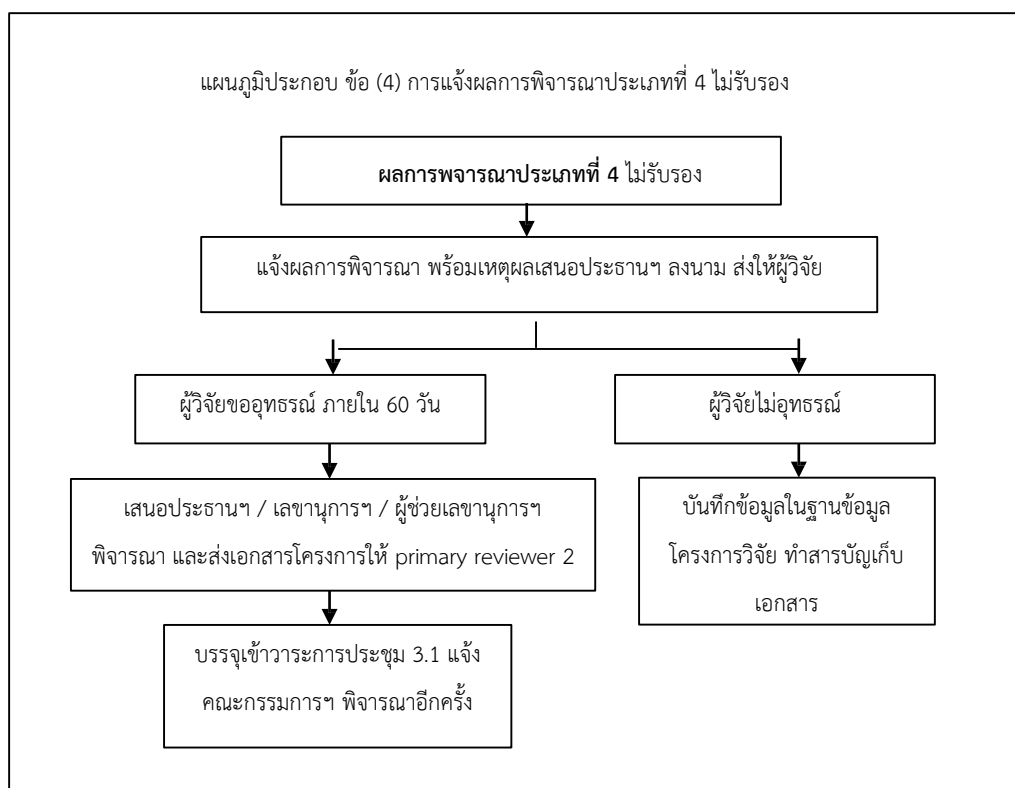 แผนภูมิประกอบ ข้อ (4) การแจ้งผลการพิจารณาประเภทที่ 4 ไม่รับรอง
ผลการพจารณาประเภทที่ 4 ไม่รับรอง
แจ้งผลการพิจารณา พร้อมเหตุผลเสนอประธานฯ ลงนาม ส่งให้ผู้วิจัย
ผู้วิจัยขออุทธรณ์ ภายใน 60 วัน
ผู้วิจัยไม่อุทธรณ์
เสนอประธานฯ / เลขานุการฯ / ผู้ช่วยเลขานุการฯ
พิจารณา และส่งเอกสารโครงการให้ primary reviewer 2
บันทึกข้อมูลในฐานข้อมูล
โครงการวิจัย ทำสารบัญเก็บ
เอกสาร
บรรจุเข้าวาระการประชุม 3.1 แจ้ง
คณะกรรมการฯ พิจารณาอีกครั้ง